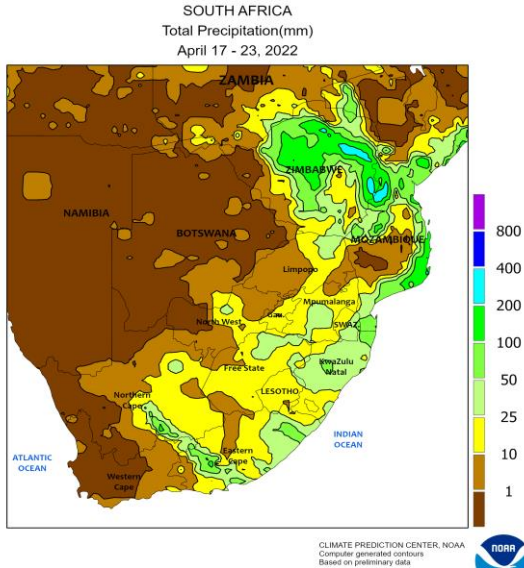 SOUTH AFRICA
Total Precipitation(mm)
April 17 - 23, 2022
ZAMBIA
ZIMBABWE
NAMIBIA
BOTSWANA
MOZAMBIQUE
Limpopo
Mpumalanga
Gau.
North West
SWAZ.
KwaZulu
Natal
Free State
LESOTHO
Northern
Cape
Eastern
Cape
Western
Cape
ATLANTIC
OCEAN
INDIAN
OCEAN
800
400
200
100
50
25
10
1
CLIMATE PREDICTION CENTER, NOAA
Computer generated contours
Based on preliminary data
NOAA